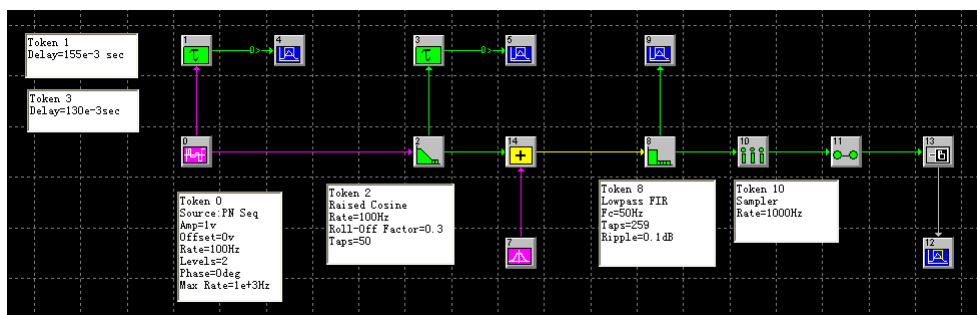 Token 1
Delay=155e-3 sec
Token 3
Delay=130e-3sec
1
τ
0>
4
3
τ
0>
5
9
0
2
14
+
8
10
11
13
7
12
Token 0
Source:PN Seq
Amp=1v
Offset=0v
Rate=100Hz
Levels=2
Phase=0deg
Max Rate=1e+3Hz
Token 2
Raised Cosine
Rate=100Hz
Roll-Off Factor=0.3
Taps=50
Token 8
Lowpass FIR
Fc=50Hz
Taps=259
Ripple=0.1dB
Token 10
Sampler
Rate=1000Hz